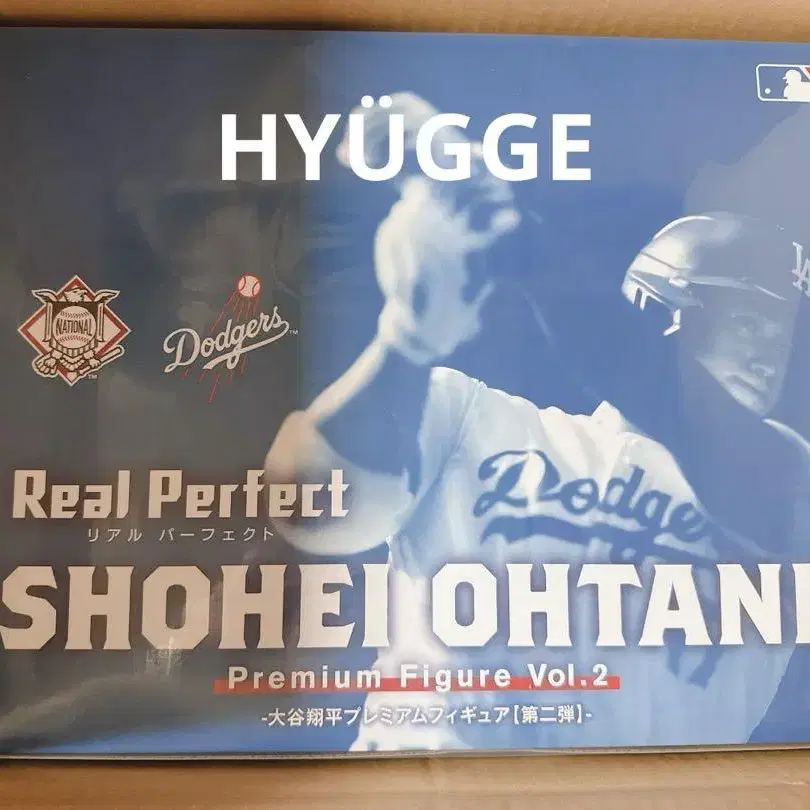 HYÜGGE
NATIONAL
TM
Dodgers
TM
LA
Dodge
Real Perfect
リアル パーフェクト
SHOHEI OHTANI
Premium Figure Vol.2
-大谷翔平プレミアムフィギュア【第二弾】-